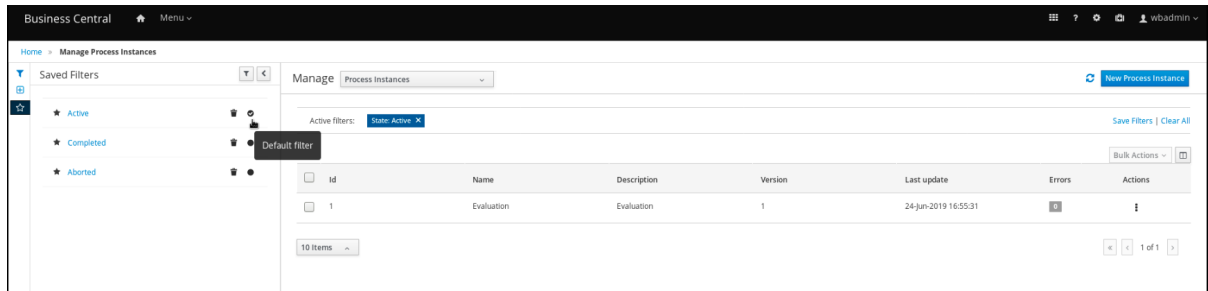 Business Central Menu ? wbadmin
Home > Manage Process Instances
Saved Filters
Active
Completed
Aborted
Default filter
Manage Process Instances New Process Instance
Active filters: State: Active X Save Filters | Clear All
Bulk Actions
Id Name Description Version Last update Errors Actions
1 Evaluation Evaluation 1 24-Jun-2019 16:55:31 0
10 Items « < 1 of 1 >